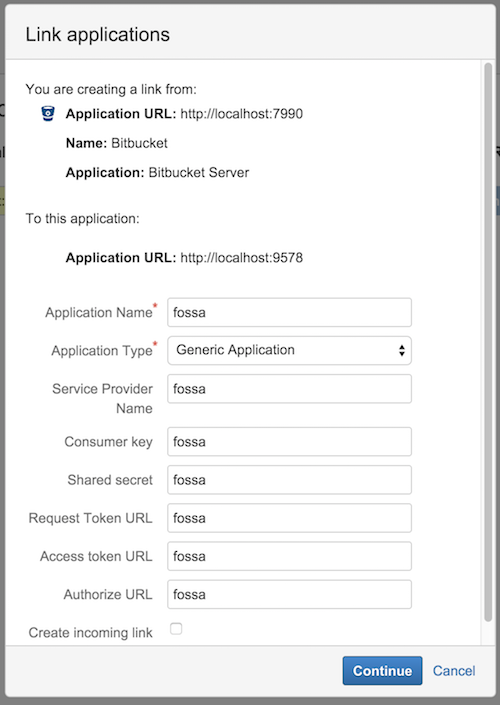 Link applications
You are creating a link from:
Application URL: http://localhost:7990
Name: Bitbucket
Application: Bitbucket Server
To this application:
Application URL: http://localhost:9578
Application Name* fossa
Application Type* Generic Application
Service Provider
Name
fossa
Consumer key fossa
Shared secret fossa
Request Token URL fossa
Access token URL fossa
Authorize URL fossa
Create incoming link
Continue Cancel